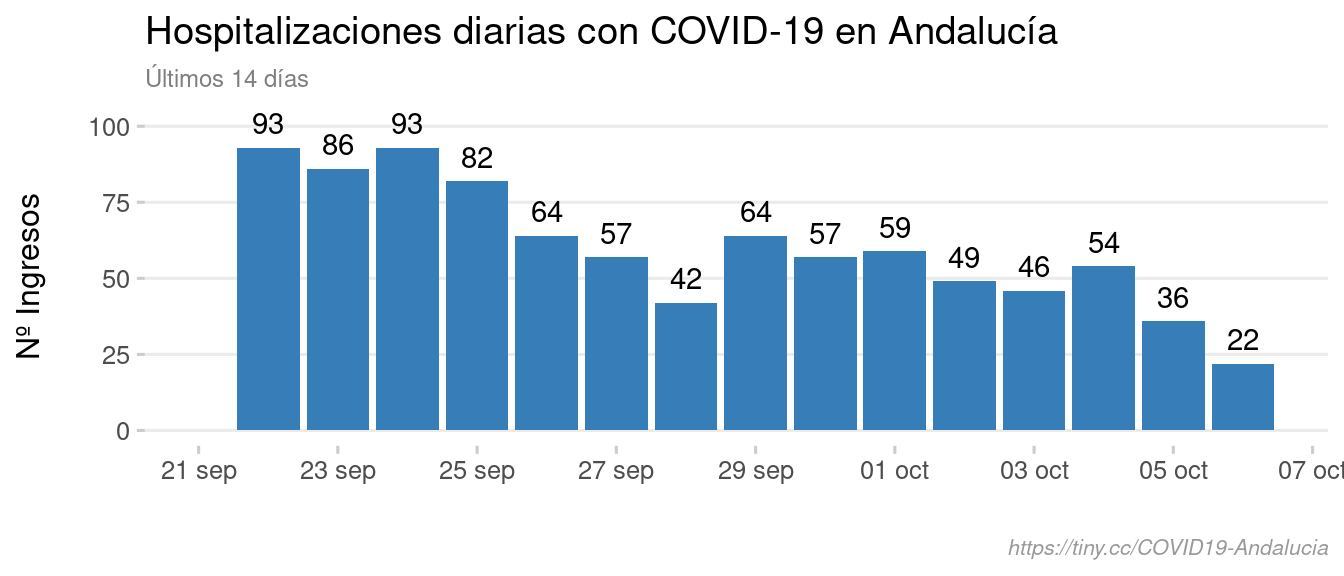 Hospitalizaciones diarias con COVID-19 en Andalucía
Últimos 14 días
Nº Ingresos
100
75
50
25
0
93
86
93
82
64
57
42
64
57
59
49
46
54
36
22
21 sep
23 sep
25 sep
27 sep
29 sep
01 oct
03 oct
05 oct
07 oct
https://tiny.cc/COVID19-Andalucia